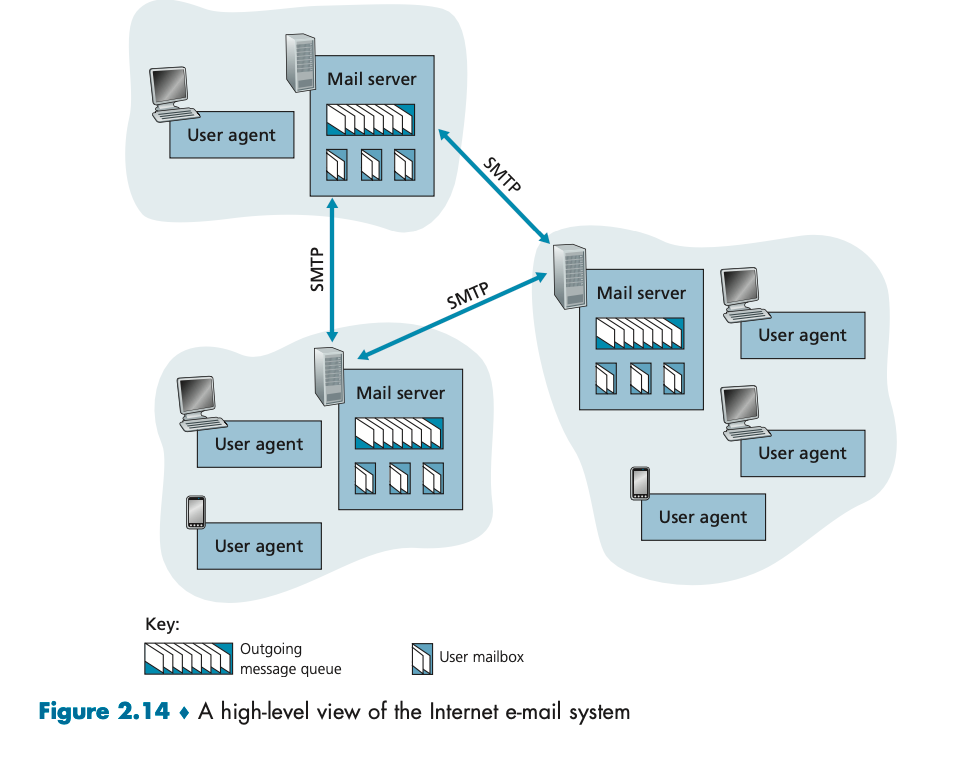 Mail server
User agent
SMTP
SMTP
SMTP
Mail server
User agent
User agent
User agent
Mail server
User agent
User agent
Key:
Outgoing
message queue
User mailbox
Figure 2.14 ♦ A high-level view of the Internet e-mail system